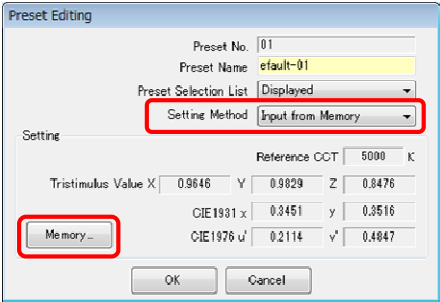 Preset Editing
Preset No. 01
Preset Name efault-01
Preset Selection List Displayed
Setting Method Input from Memory
Setting
Reference CCT 5000 K
Tristimulus Value X 0.9646 Y 0.9829 Z 0.8476
CIE1931 x 0.3451 y 0.3516
Memory... CIE1976 u' 0.2114 v' 0.4847
OK Cancel